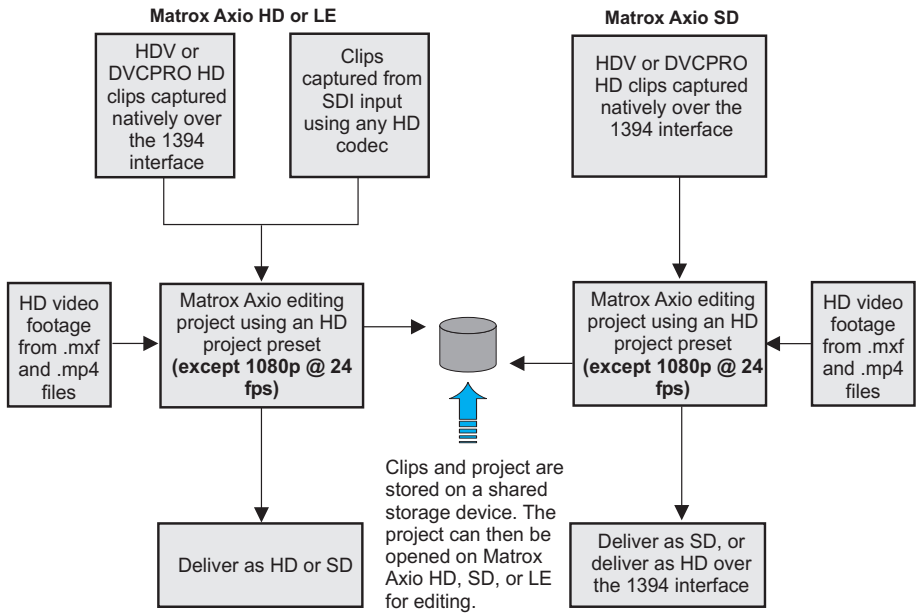 Matrox Axio HD or LE
HDV or
DVCPRO HD
clips captured
natively over
the 1394
interface
Clips
captured from
SDI input
using any HD
codec
Matrox Axio SD
HDV or DVCPRO
HD clips captured
natively over the
1394 interface
HD video
footage
from .mxf
and .mp4
files
Matrox Axio editing
project using an HD
project preset
(except 1080p @ 24
fps)
Matrox Axio editing
project using an HD
project preset
(except 1080p @ 24
fps)
HD video
footage
from .mxf
and .mp4
files
Clips and project are
stored on a shared
storage device. The
project can then be
opened on Matrox
Axio HD, SD, or LE
for editing.
Deliver as HD or SD
Deliver as SD, or
deliver as HD over
the 1394 interface